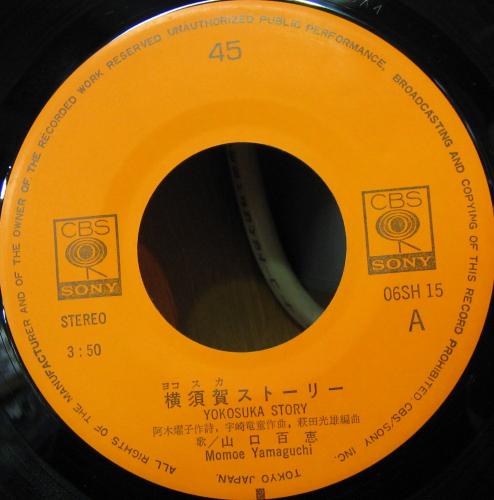 ALL RIGHTS OF THE MANUFACTURER AND OF THE OWNER OF THE RECORDED WORK RESERVED UNAUTHORIZED PUBLIC PERFORMANCE, BROADCASTING AND COPYING OF THIS RECORD PROHIBITED CBS/SONY INC. TOKYO JAPAN.
45
CBS
SONY
STEREO
3:50
CBS
SONY
06SH 15
A
ヨコスカ
横須賀ストーリー
YOKOSUKA STORY
阿木燿子作詩,宇崎竜童作曲,萩田光雄編曲
歌/山口百恵
Momoe Yamaguchi